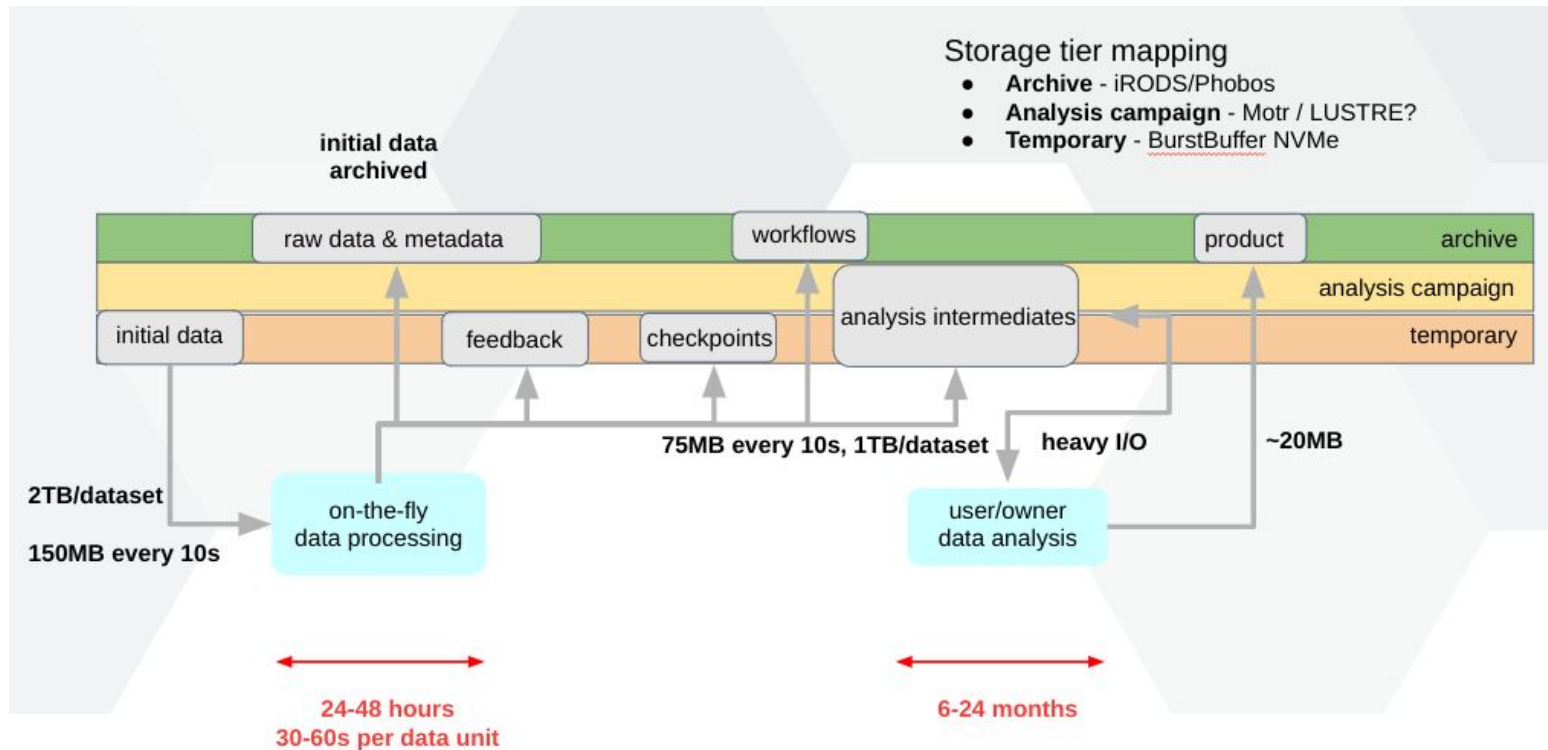 Storage tier mapping
● Archive - iRODS/Phobos
● Analysis campaign - Motr / LUSTRE?
● Temporary - BurstBuffer NVMe
initial data
archived
raw data & metadata
workflows
product
archive
analysis campaign
analysis intermediates
initial data
feedback
checkpoints
temporary
75MB every 10s, 1TB/dataset
heavy I/O
~20MB
2TB/dataset
150MB every 10s
on-the-fly
data processing
user/owner
data analysis
24-48 hours
30-60s per data unit
6-24 months